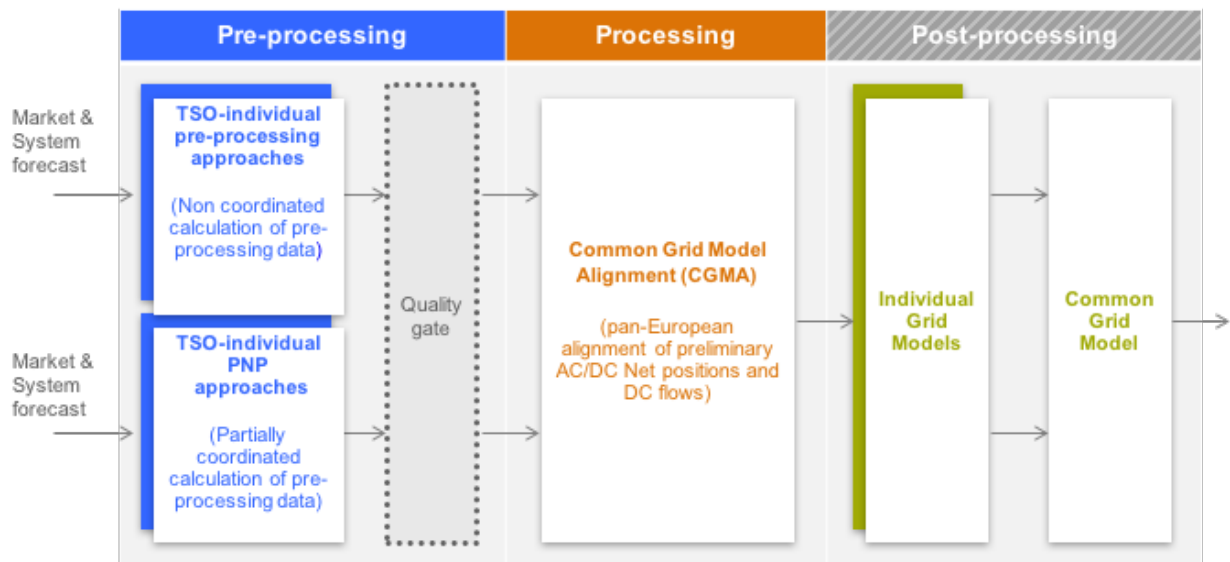 Pre-processing
Processing
Post-processing
Market &
System
forecast
TSO-individual
pre-processing
approaches
(Non coordinated
calculation of pre-
processing data)
Market &
System
forecast
TSO-individual
PNP
approaches
(Partially
coordinated
calculation of pre-
processing data)
Quality
gate
Common Grid Model
Alignment (CGMA)
(pan-European
alignment of preliminary
AC/DC Net positions and
DC flows)
Individual
Grid
Models
Common
Grid
Model